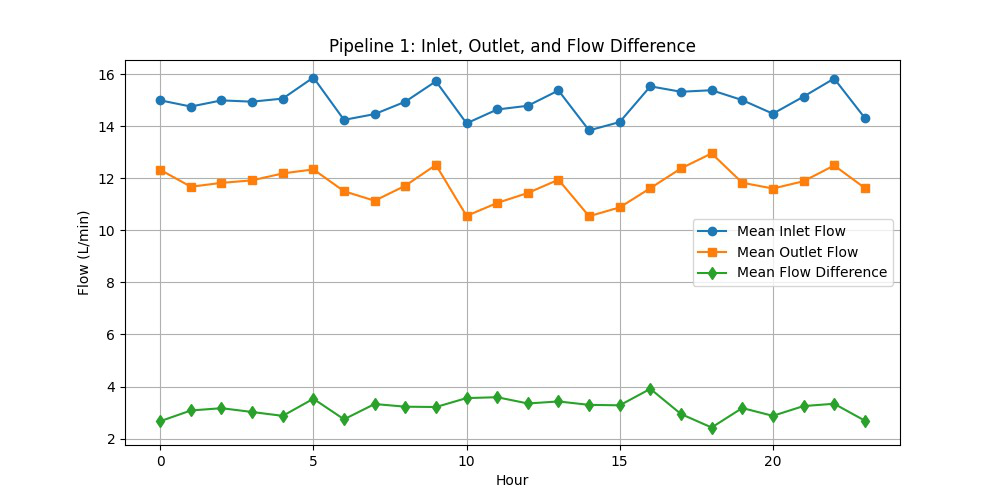 Pipeline 1: Inlet, Outlet, and Flow Difference
16
14
12
10
8
6
4
2
Flow (L/min)
Mean Inlet Flow
Mean Outlet Flow
Mean Flow Difference
0 5 10 15 20
Hour